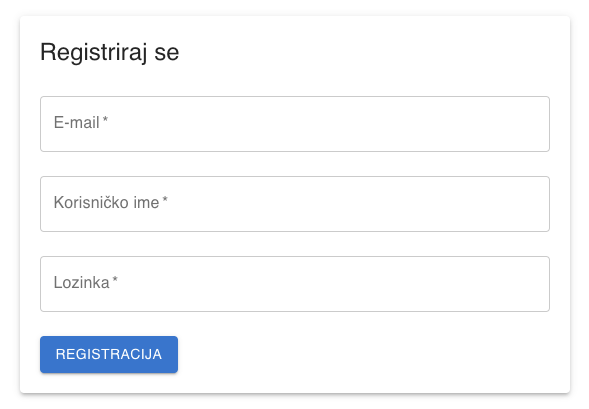 Registriraj se
E-mail *
Korisničko ime *
Lozinka *
REGISTRACIJA